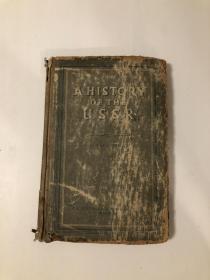 A HISTORY
OF THE
U.S.S.R.